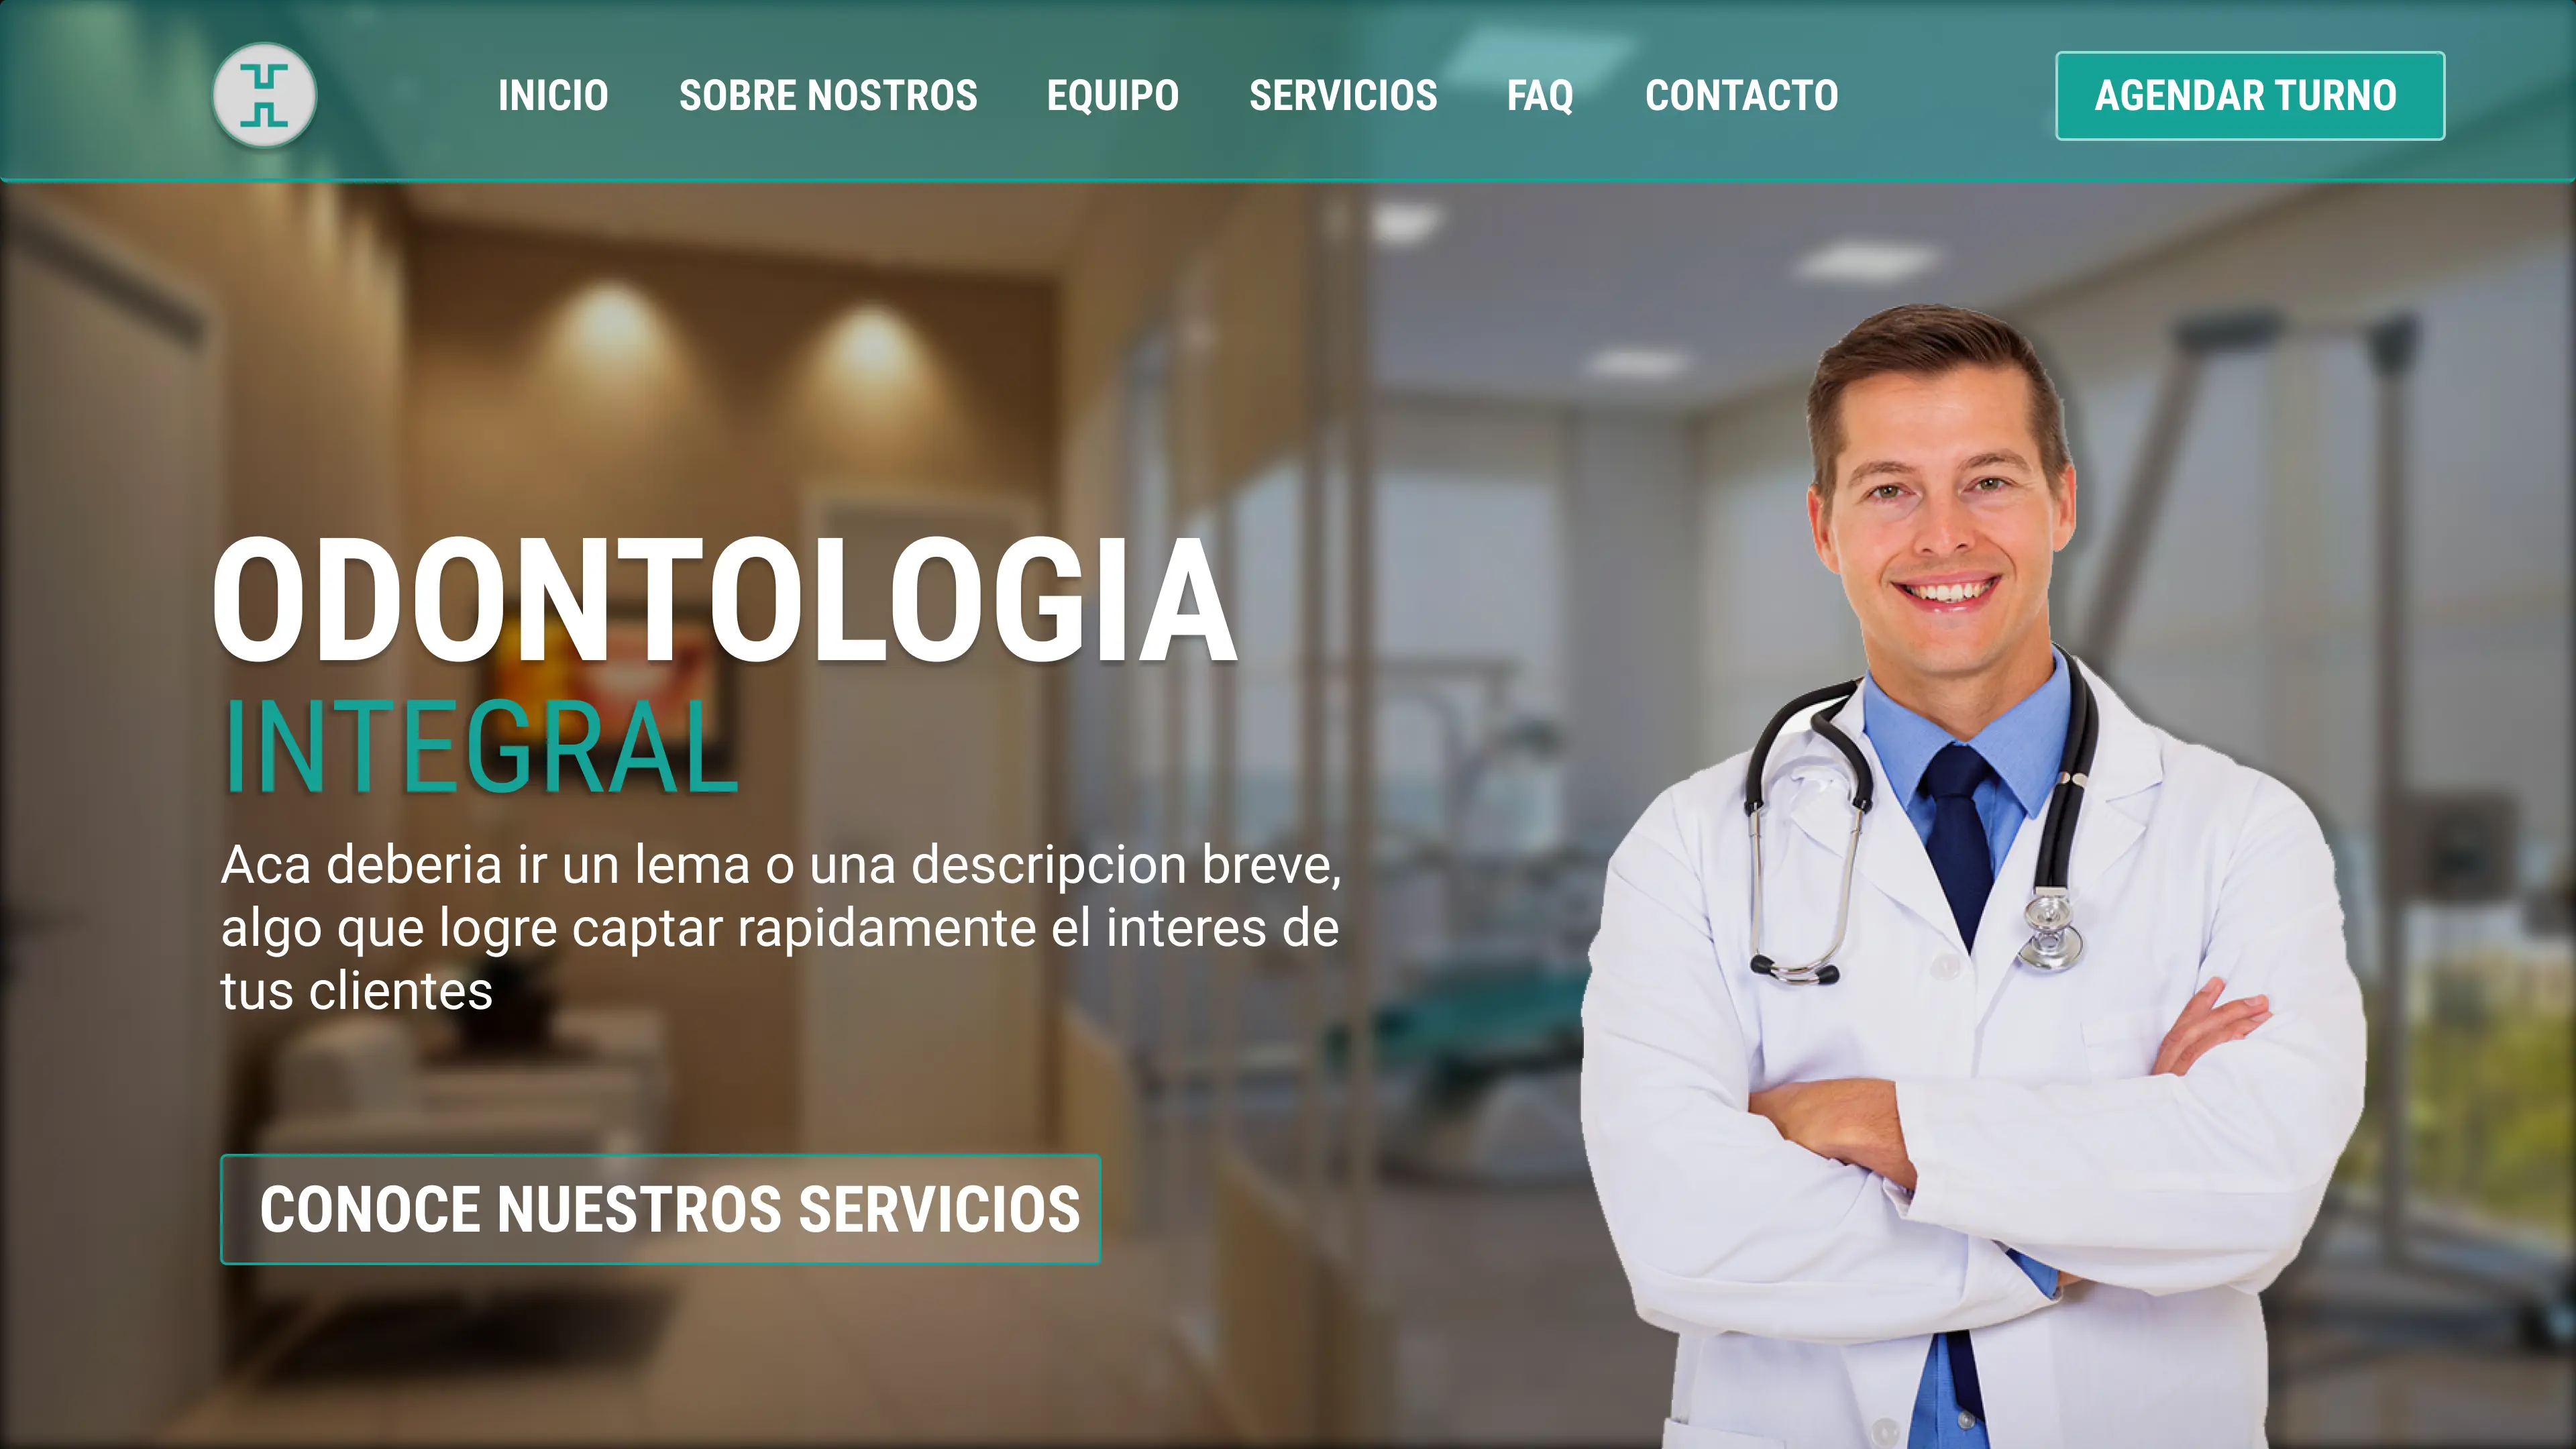 INICIO SOBRE NOSTROS EQUIPO SERVICIOS FAQ CONTACTO AGENDAR TURNO
ODONTOLOGIA
INTEGRAL
Aca deberia ir un lema o una descripcion breve,
algo que logre captar rapidamente el interes de
tus clientes
CONOCE NUESTROS SERVICIOS